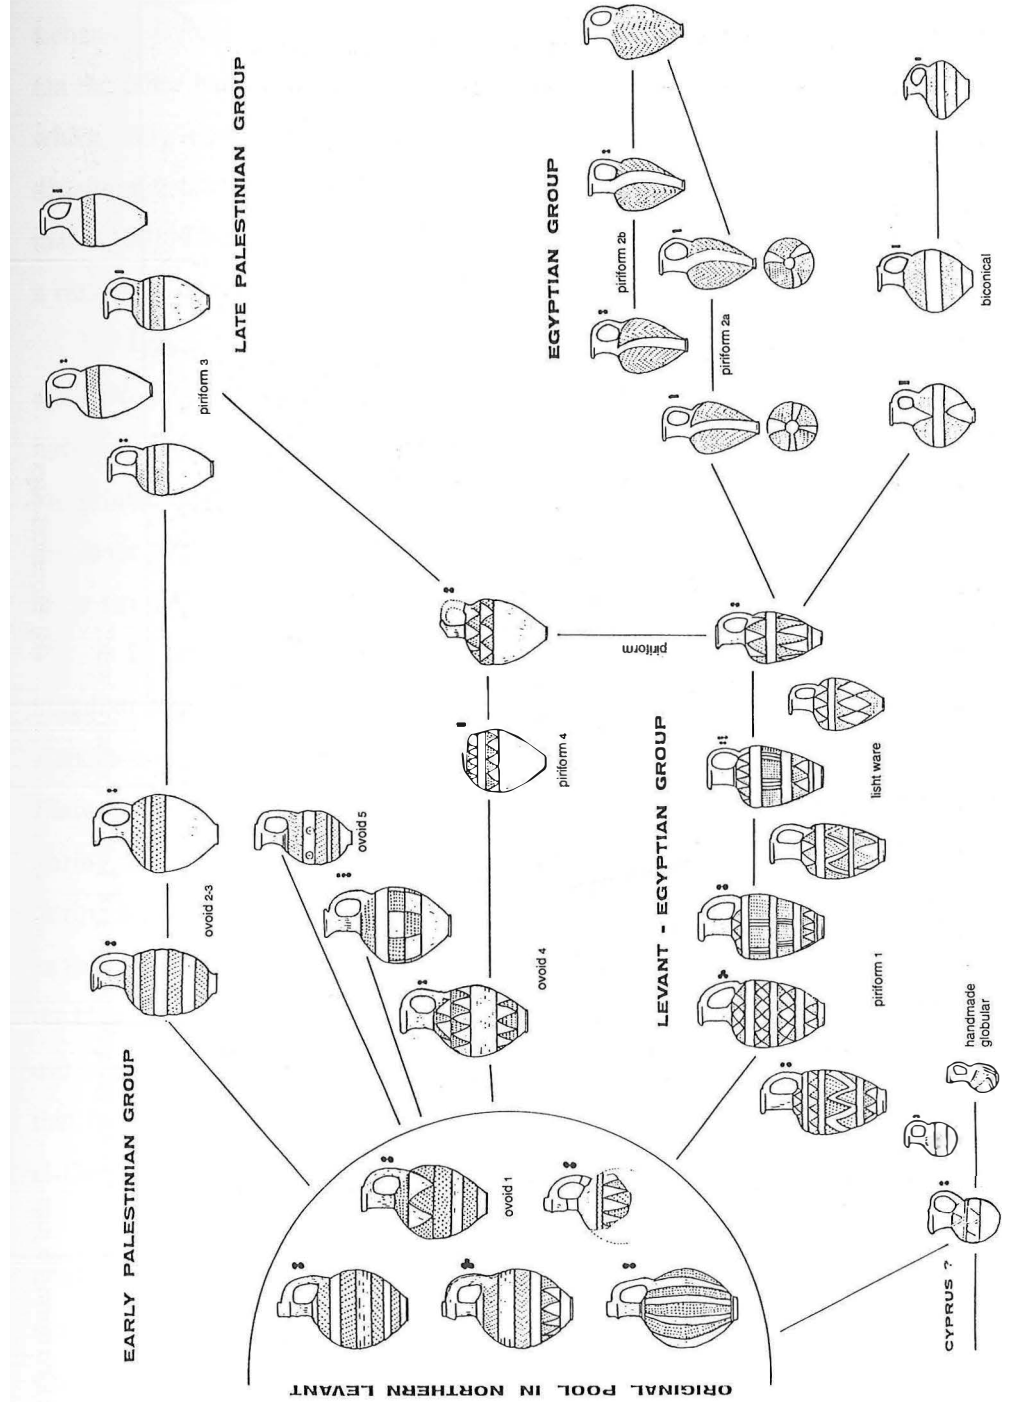 LATE PALESTINIAN GROUP
EGYPTIAN GROUP
piriform 3
piriform 2b
piriform 2a
biconical
EARLY PALESTINIAN GROUP
ovoid 2-3
ovoid 5
ovoid 4
piriform 4
piriform
LEVANT - EGYPTIAN GROUP
lisht ware
piriform 1
handmade
globular
ovoid 1
CYPRUS ?
ORIGINAL POOL IN NORTHERN LEVANT